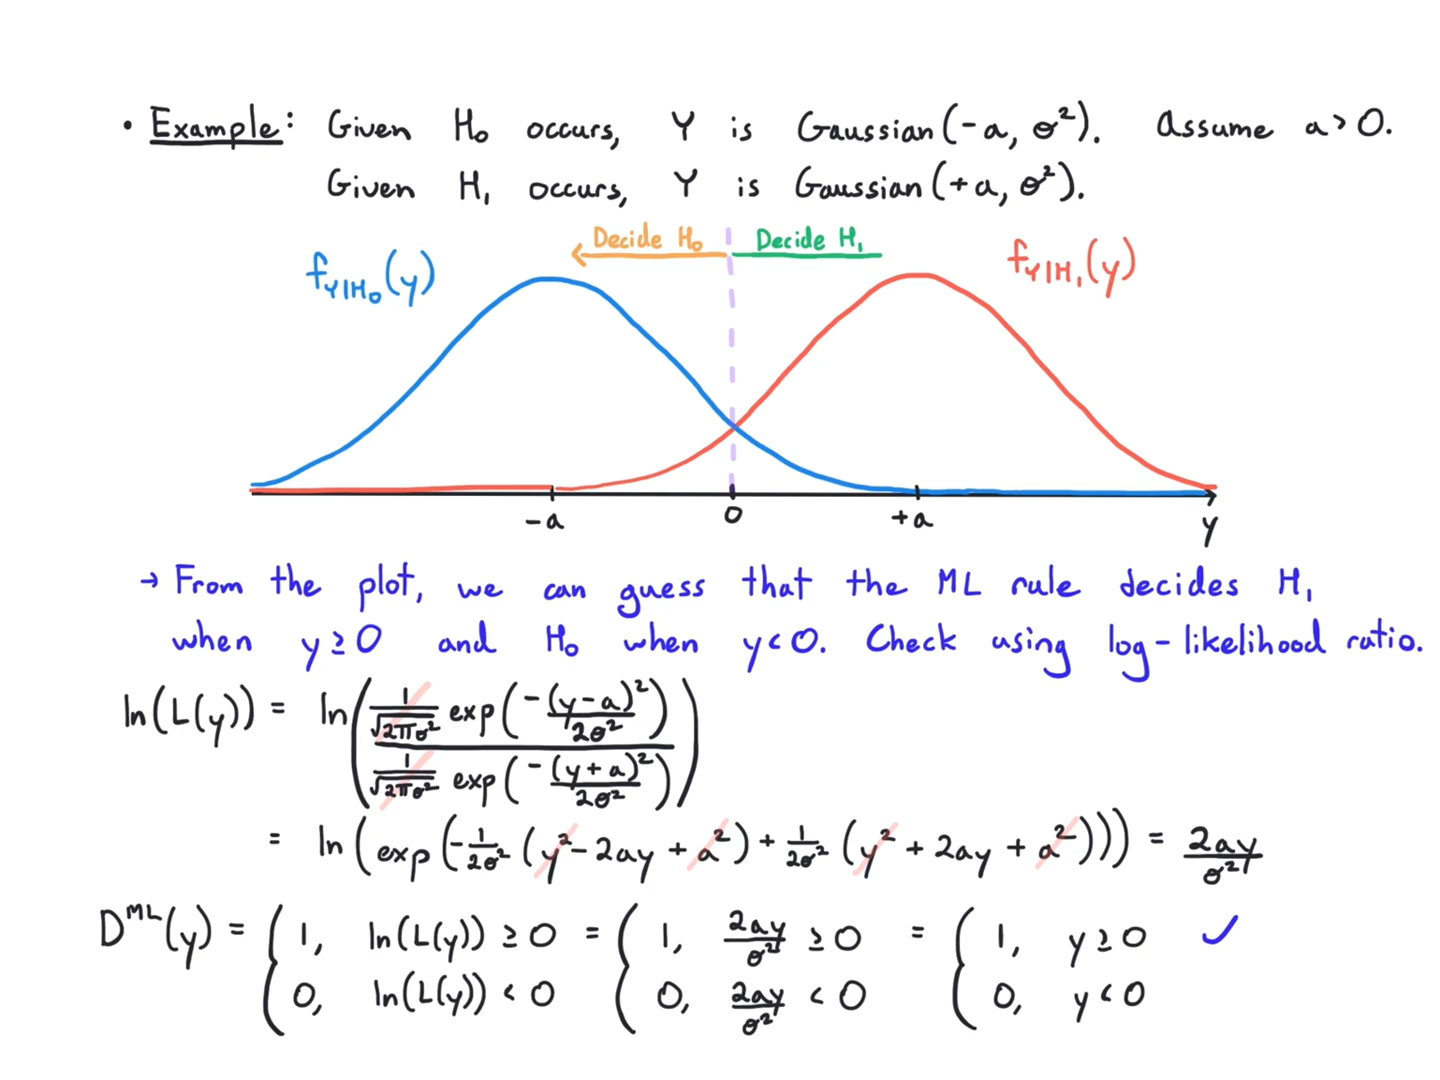 • Example: Given H₀ occurs, Y is Gaussian(-a, σ²). Assume a > 0.
Given H₁ occurs, Y is Gaussian(+a, σ²).
Decide H₀ Decide H₁
f_{Y|H₀}(y) f_{Y|H₁}(y)
-a 0 +a y
→ From the plot, we can guess that the ML rule decides H₁
when y ≥ 0 and H₀ when y < 0. Check using log-likelihood ratio.
ln(L(y)) = ln( (1/√(2πσ²) exp(-(y-a)²/2σ²)) / (1/√(2πσ²) exp(-(y+a)²/2σ²)) )
= ln(exp(-1/2σ² (y² - 2ay + a²) + 1/2σ² (y² + 2ay + a²)))) = 2ay/σ²
D^{ML}(y) = { 1, ln(L(y)) ≥ 0 = { 1, 2ay/σ² ≥ 0 = { 1, y ≥ 0 ✓
0, ln(L(y)) < 0 0, 2ay/σ² < 0 0, y < 0